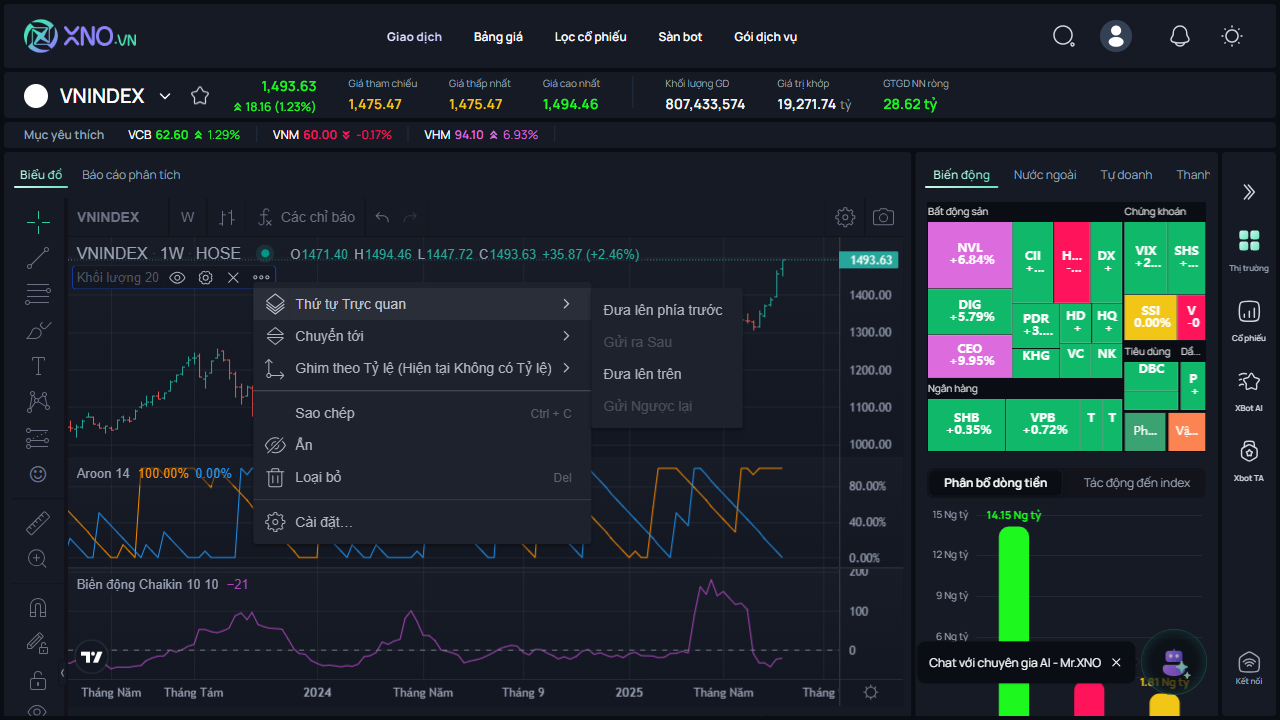 XNO.VN
Giao dịch
Bảng giá
Lọc cổ phiếu
Sàn bot
Gói dịch vụ
VNINDEX
1,493.63
18.16 (1.23%)
Giá tham chiếu
1,475.47
Giá thấp nhất
1,475.47
Giá cao nhất
1,494.46
Khối lượng GD
807,433,574
Giá trị khớp
19,271.74 tỷ
GTGD NN ròng
28.62 tỷ
Mục yêu thích
VCB 62.60 1.29%
VNM 60.00 -0.17%
VHM 94.10 6.93%
Biểu đồ
Báo cáo phân tích
VNINDEX
W
Các chỉ báo
VNINDEX · 1W · HOSE
O1471.40 H1494.46 L1447.72 C1493.63 +35.87 (+2.46%)
Khối lượng 20
Thứ tự Trực quan
Chuyển tới
Ghim theo Tỷ lệ (Hiện tại Không có Tỷ lệ)
Sao chép
Ctrl + C
Ẩn
Loại bỏ
Del
Cài đặt…
Đưa lên phía trước
Gửi ra Sau
Đưa lên trên
Gửi Ngược lại
1493.63
1400.00
1300.00
1200.00
1100.00
1000.00
Aroon 14 100.00% 0.00%
80.00%
40.00%
0.00%
Biên động Chaikin 10 10 −21
200
100
0
Tháng Năm
Tháng Tám
2024
Tháng Năm
Tháng 9
2025
Tháng Năm
Tháng
Biến động
Nước ngoài
Tự doanh
Thanh
Bất động sản
NVL
+6.84%
DIG
+5.79%
CEO
+9.95%
CII
+...
H...
-...
DX
+
PDR
+3....
HD
+
HQ
+
KHG
VC
NK
Chứng khoán
VIX
+2...
SHS
+...
SSI
0.00%
V
-0
Tiêu dùng
DBC
Dầ...
P
+
Ngân hàng
SHB
+0.35%
VPB
+0.72%
T
T
Ph...
Vậ...
Phân bổ dòng tiền
Tác động đến index
15 Ng tỷ
14.15 Ng tỷ
12 Ng tỷ
9 Ng tỷ
6 Ng tỷ
1.81 Ng tỷ
Chat với chuyên gia AI - Mr.XNO
Thị trường
Cổ phiếu
XBot AI
Xbot TA
Kết nối